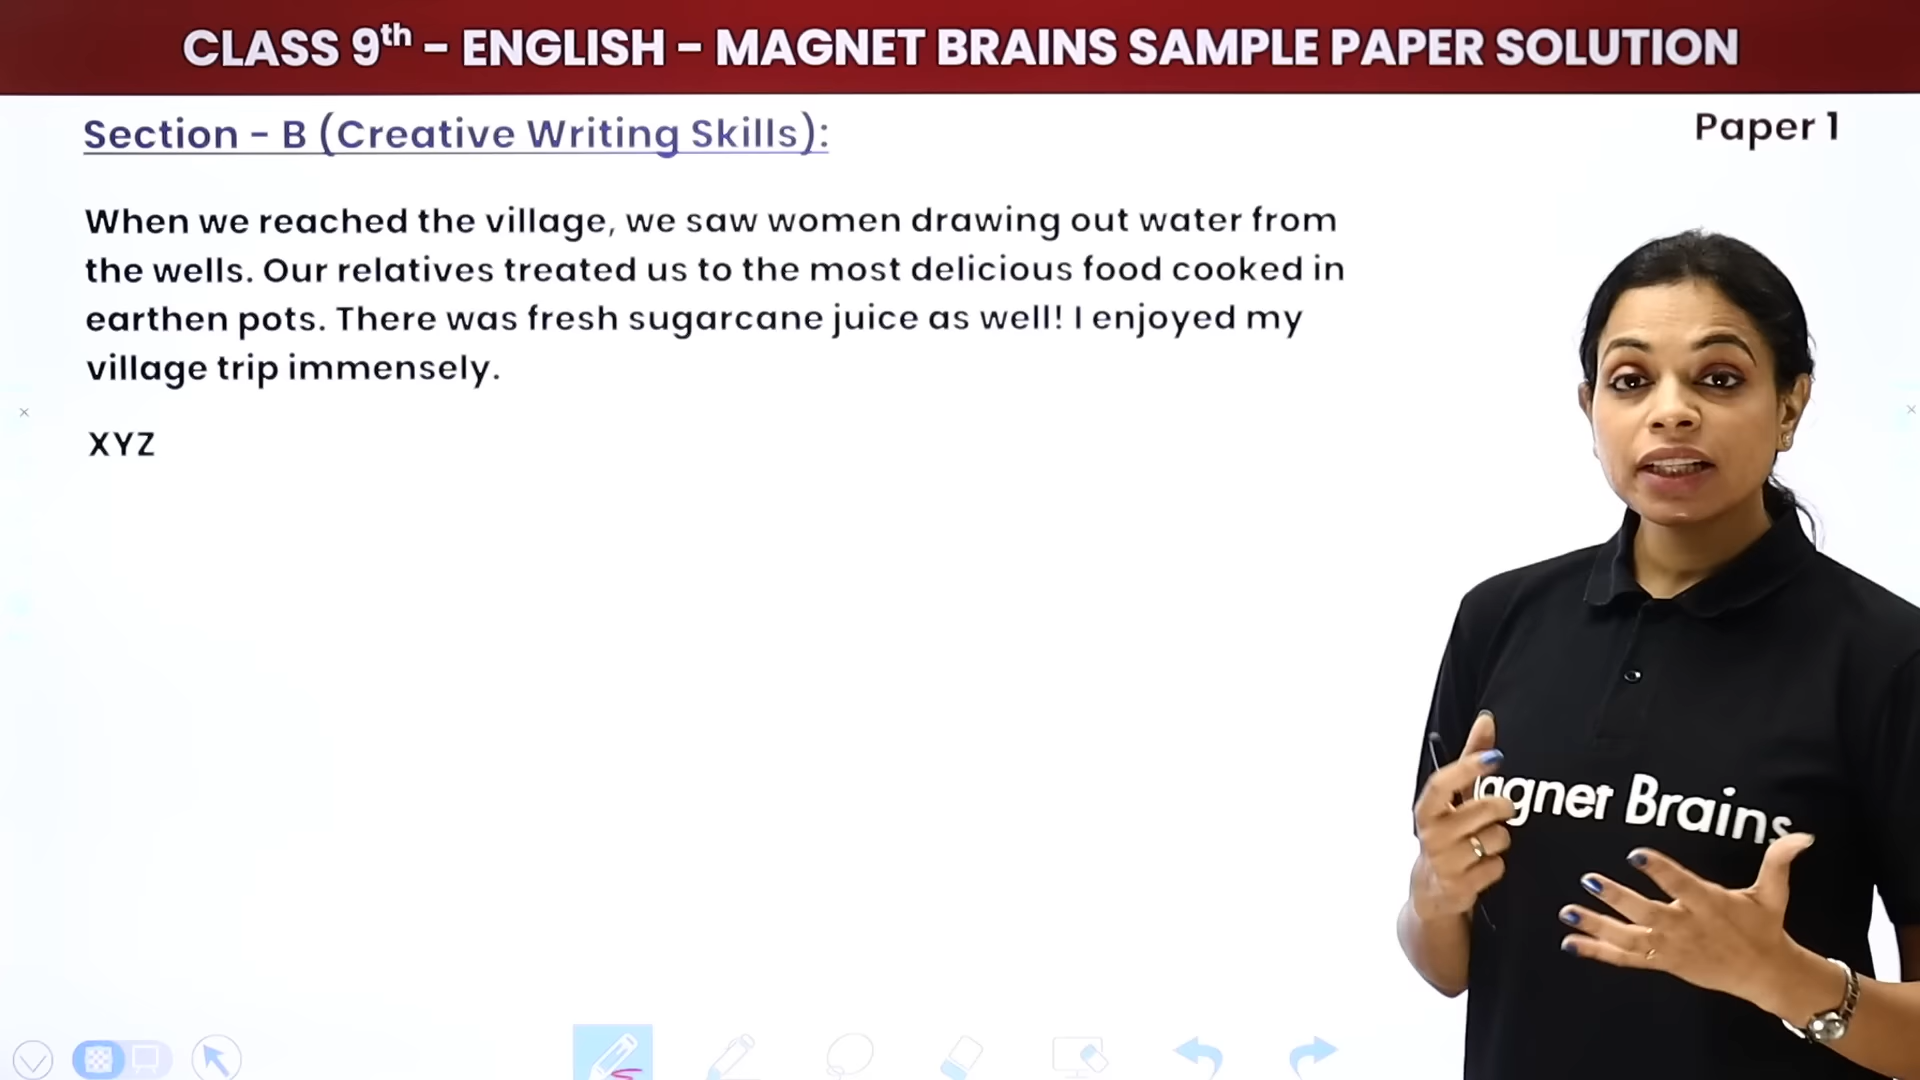 CLASS 9th – ENGLISH – MAGNET BRAINS SAMPLE PAPER SOLUTION
Section - B (Creative Writing Skills):
Paper 1
When we reached the village, we saw women drawing out water from
the wells. Our relatives treated us to the most delicious food cooked in
earthen pots. There was fresh sugarcane juice as well! I enjoyed my
village trip immensely.
XYZ
agnet Brains